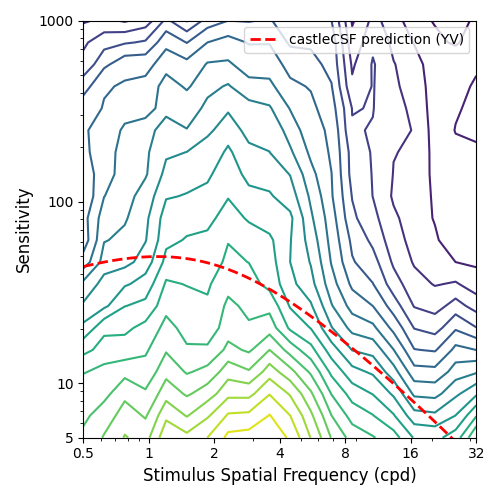 1000
castleCSF prediction (YV)
100
10
5
Sensitivity
0.5 1 2 4 8 16 32
Stimulus Spatial Frequency (cpd)